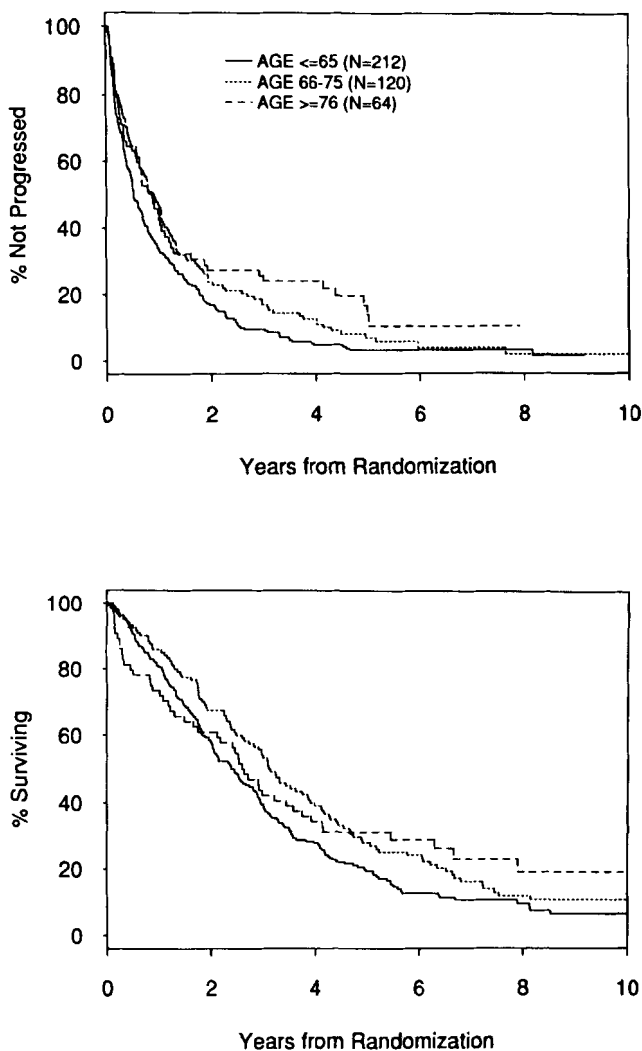 % Not Progressed
100
80
60
40
20
0
AGE <=65 (N=212)
AGE 66-75 (N=120)
AGE >=76 (N=64)
0 2 4 6 8 10
Years from Randomization
% Surviving
100
80
60
40
20
0
0 2 4 6 8 10
Years from Randomization